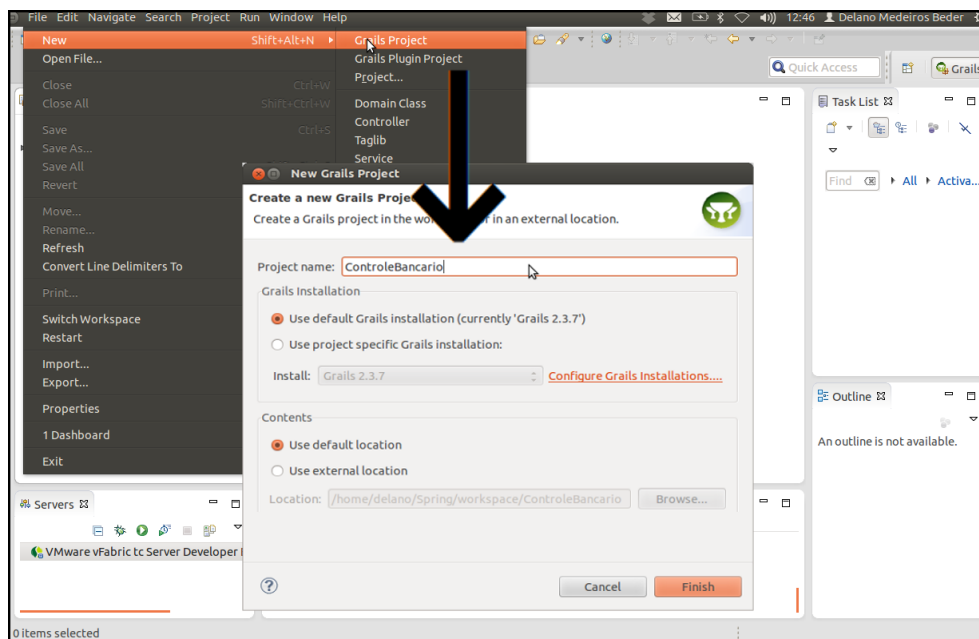 File Edit Navigate Search Project Run Window Help 12:46 Delano Medeiros Beder
New Shift+Alt+N Grails Project
Open File... Grails Plugin Project
Project...
Close Ctrl+W
Close All Shift+Ctrl+W Domain Class
Controller
Save Ctrl+S Taglib
Save As... Service
Save All
Revert
Move...
Rename...
Refresh
Convert Line Delimiters To
Print...
Switch Workspace
Restart
Import...
Export...
Properties
1 Dashboard
Exit
Quick Access Grails
Task List
Find All Activa...
Outline
An outline is not available.
New Grails Project
Create a new Grails
Create a Grails project in the in an external location.
Project name: ControleBancario
Grails Installation
Use default Grails installation (currently 'Grails 2.3.7')
Use project specific Grails installation:
Install: Grails 2.3.7 Configure Grails Installations....
Contents
Use default location
Use external location
Location: /home/delano/Spring/workspace/ControleBancario Browse...
Cancel Finish
Servers
VMware vFabric tc Server Developer
0 items selected